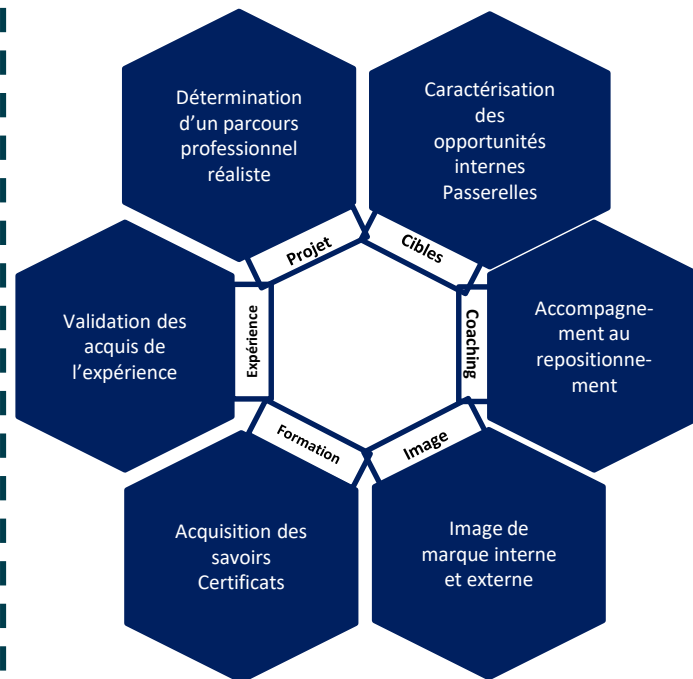 Détermination
d'un parcours
professionnel
réaliste
Caractérisation
des
opportunités
internes
Passerelles
Projet
Cibles
Validation des
acquis de
l'expérience
Expérience
Coaching
Accompagne-
ment au
repositionne-
ment
Formation
Image
Acquisition des
savoirs
Certificats
Image de
marque interne
et externe